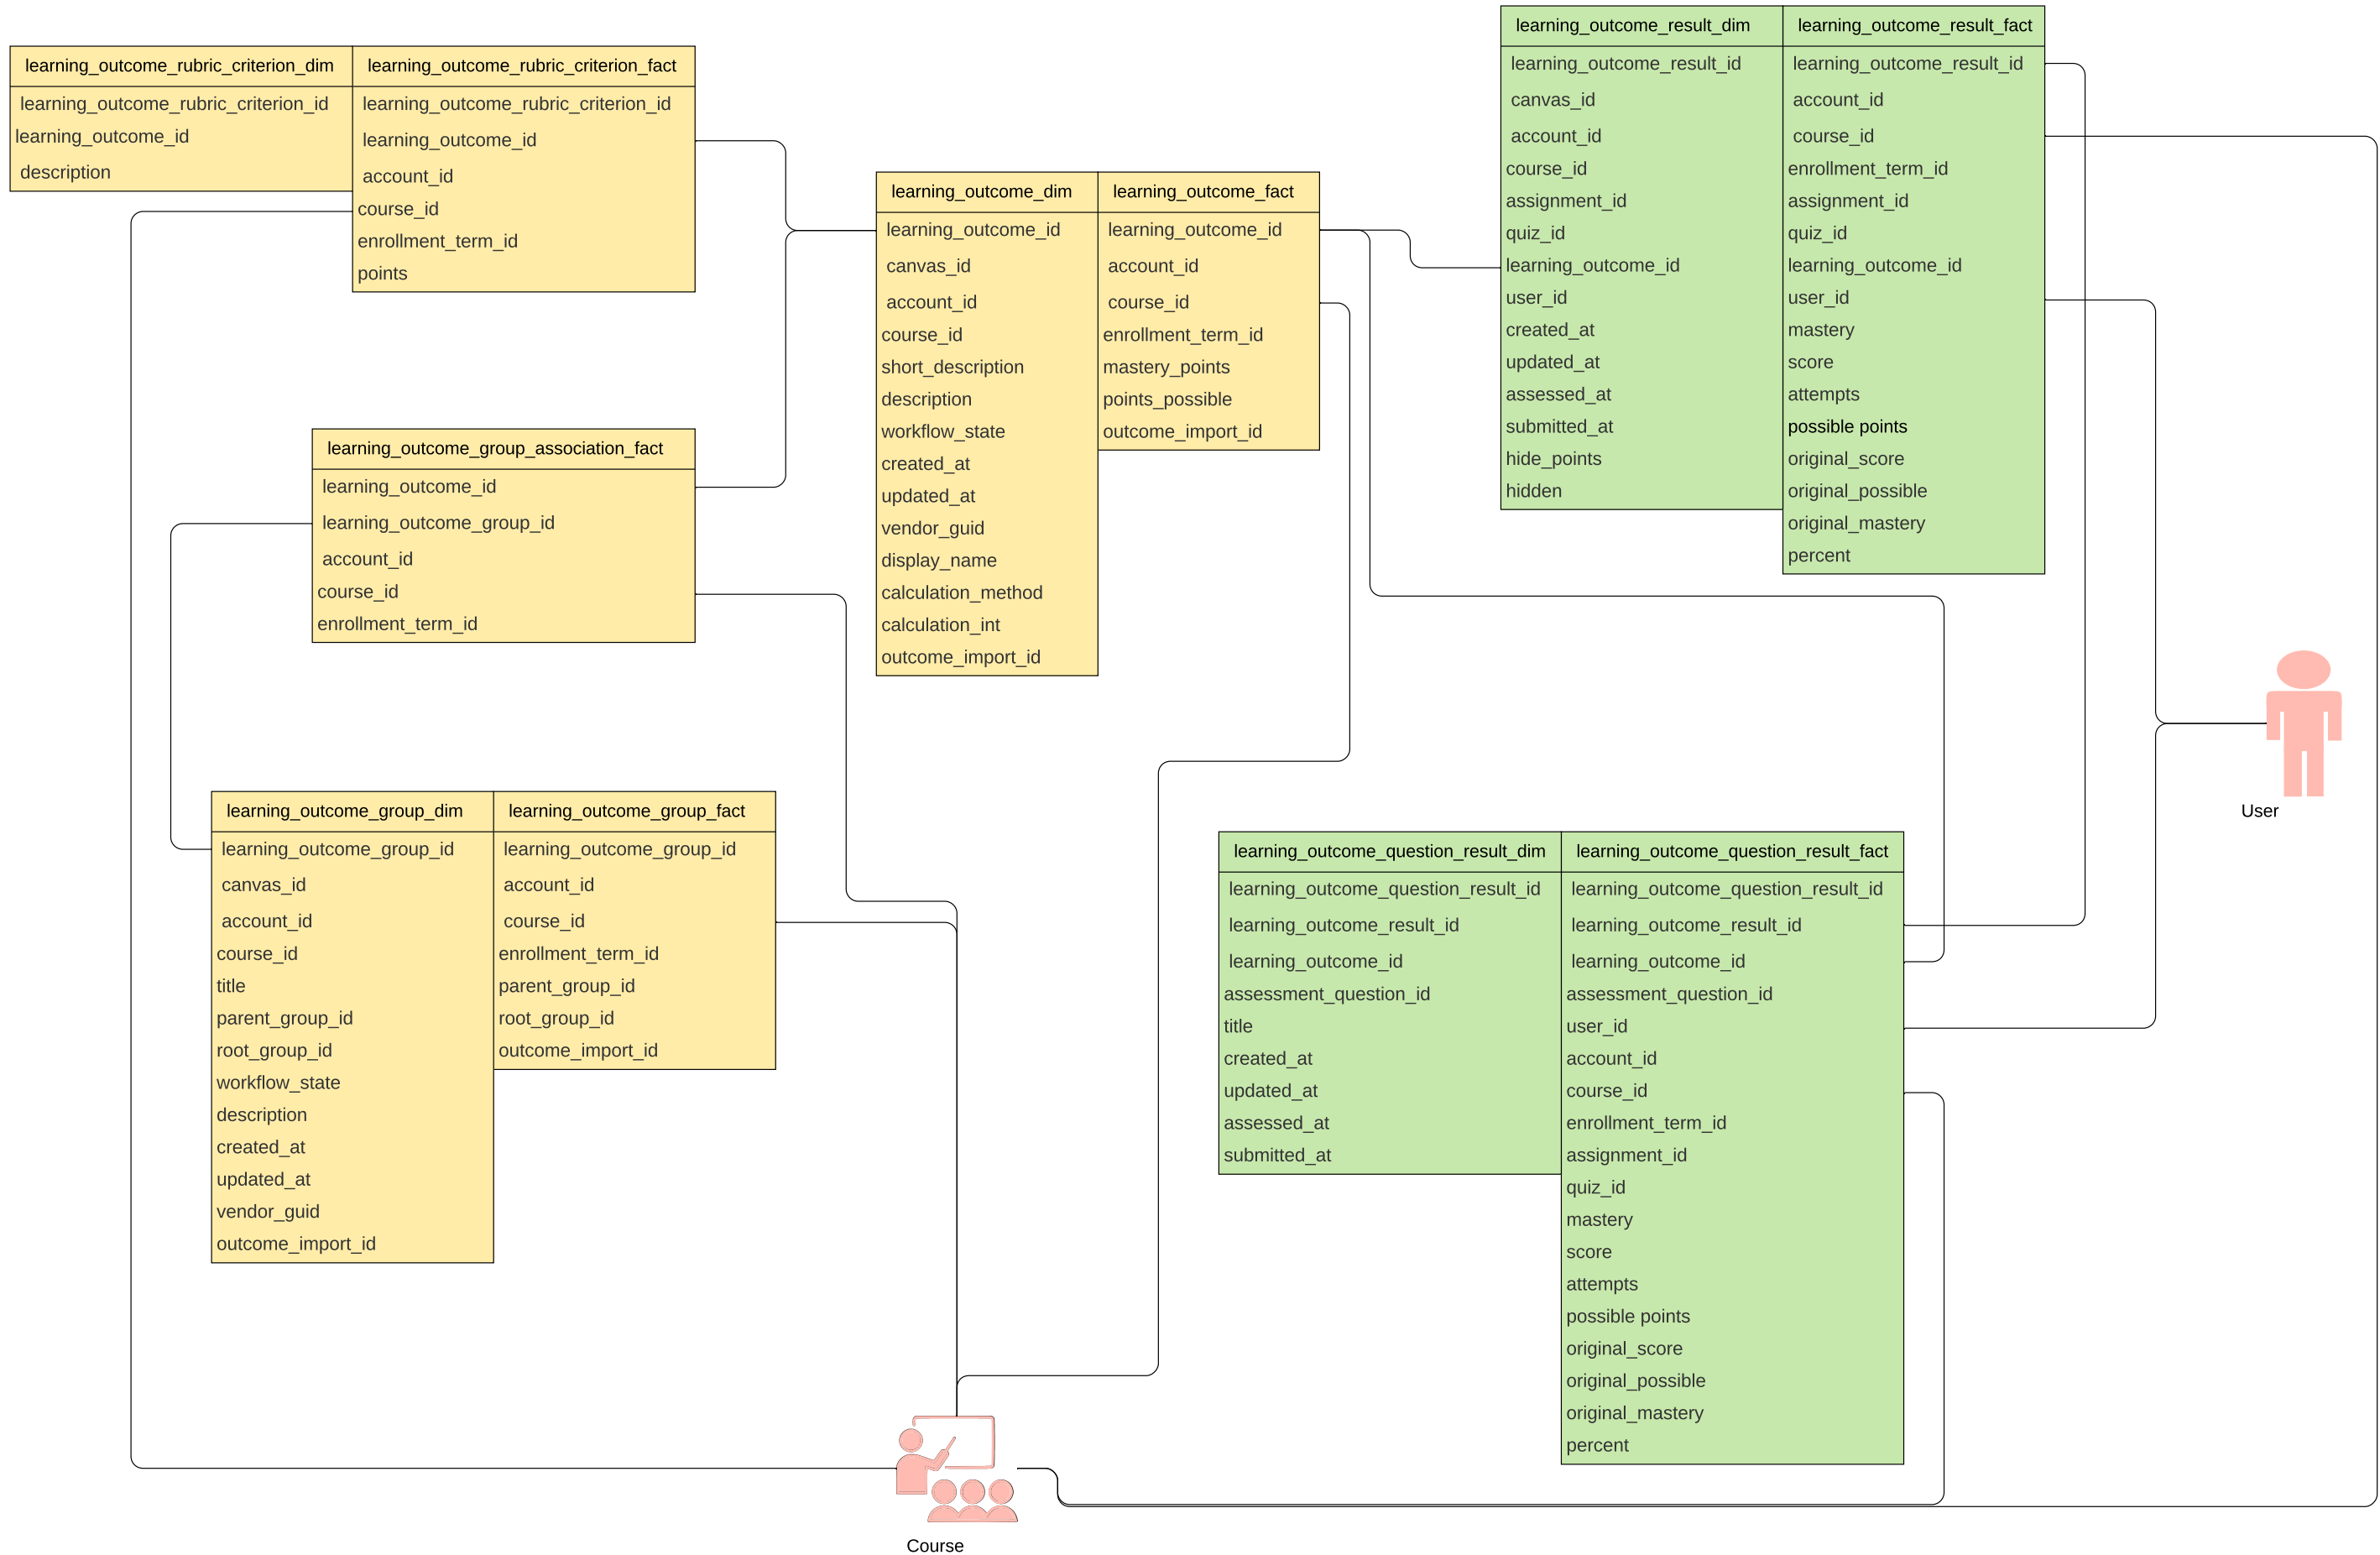 learning_outcome_rubric_criterion_dim
learning_outcome_rubric_criterion_id
learning_outcome_id
description
learning_outcome_rubric_criterion_fact
learning_outcome_rubric_criterion_id
learning_outcome_id
account_id
course_id
enrollment_term_id
points
learning_outcome_group_association_fact
learning_outcome_id
learning_outcome_group_id
account_id
course_id
enrollment_term_id
learning_outcome_group_dim
learning_outcome_group_id
canvas_id
account_id
course_id
title
parent_group_id
root_group_id
workflow_state
description
created_at
updated_at
vendor_guid
outcome_import_id
learning_outcome_group_fact
learning_outcome_group_id
account_id
course_id
enrollment_term_id
parent_group_id
root_group_id
outcome_import_id
learning_outcome_dim
learning_outcome_id
canvas_id
account_id
course_id
short_description
description
workflow_state
created_at
updated_at
vendor_guid
display_name
calculation_method
calculation_int
outcome_import_id
learning_outcome_fact
learning_outcome_id
account_id
course_id
enrollment_term_id
mastery_points
points_possible
outcome_import_id
learning_outcome_result_dim
learning_outcome_result_id
canvas_id
account_id
course_id
assignment_id
quiz_id
learning_outcome_id
user_id
created_at
updated_at
assessed_at
submitted_at
hide_points
hidden
learning_outcome_result_fact
learning_outcome_result_id
account_id
course_id
enrollment_term_id
assignment_id
quiz_id
learning_outcome_id
user_id
mastery
score
attempts
possible points
original_score
original_possible
original_mastery
percent
User
learning_outcome_question_result_dim
learning_outcome_question_result_id
learning_outcome_result_id
learning_outcome_id
assessment_question_id
title
created_at
updated_at
assessed_at
submitted_at
learning_outcome_question_result_fact
learning_outcome_question_result_id
learning_outcome_result_id
learning_outcome_id
assessment_question_id
user_id
account_id
course_id
enrollment_term_id
assignment_id
quiz_id
mastery
score
attempts
possible points
original_score
original_possible
original_mastery
percent
Course